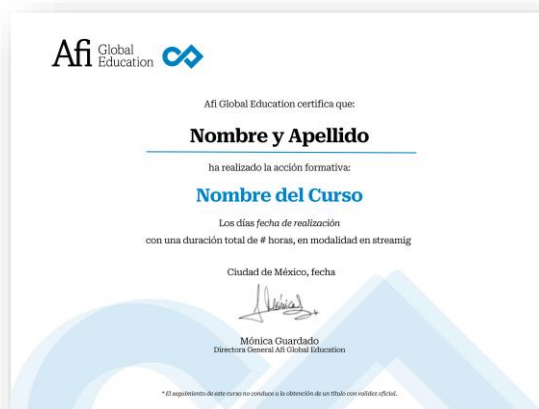 Afi Global
Education
Afi Global Education certifica que:
Nombre y Apellido
ha realizado la acción formativa:
Nombre del Curso
Los días fecha de realización
con una duración total de # horas, en modalidad en streamig
Ciudad de México, fecha
Mónica Guardado
Directora General Afi Global Education
* El seguimiento de este curso no conduce a la obtención de un título con validez oficial.